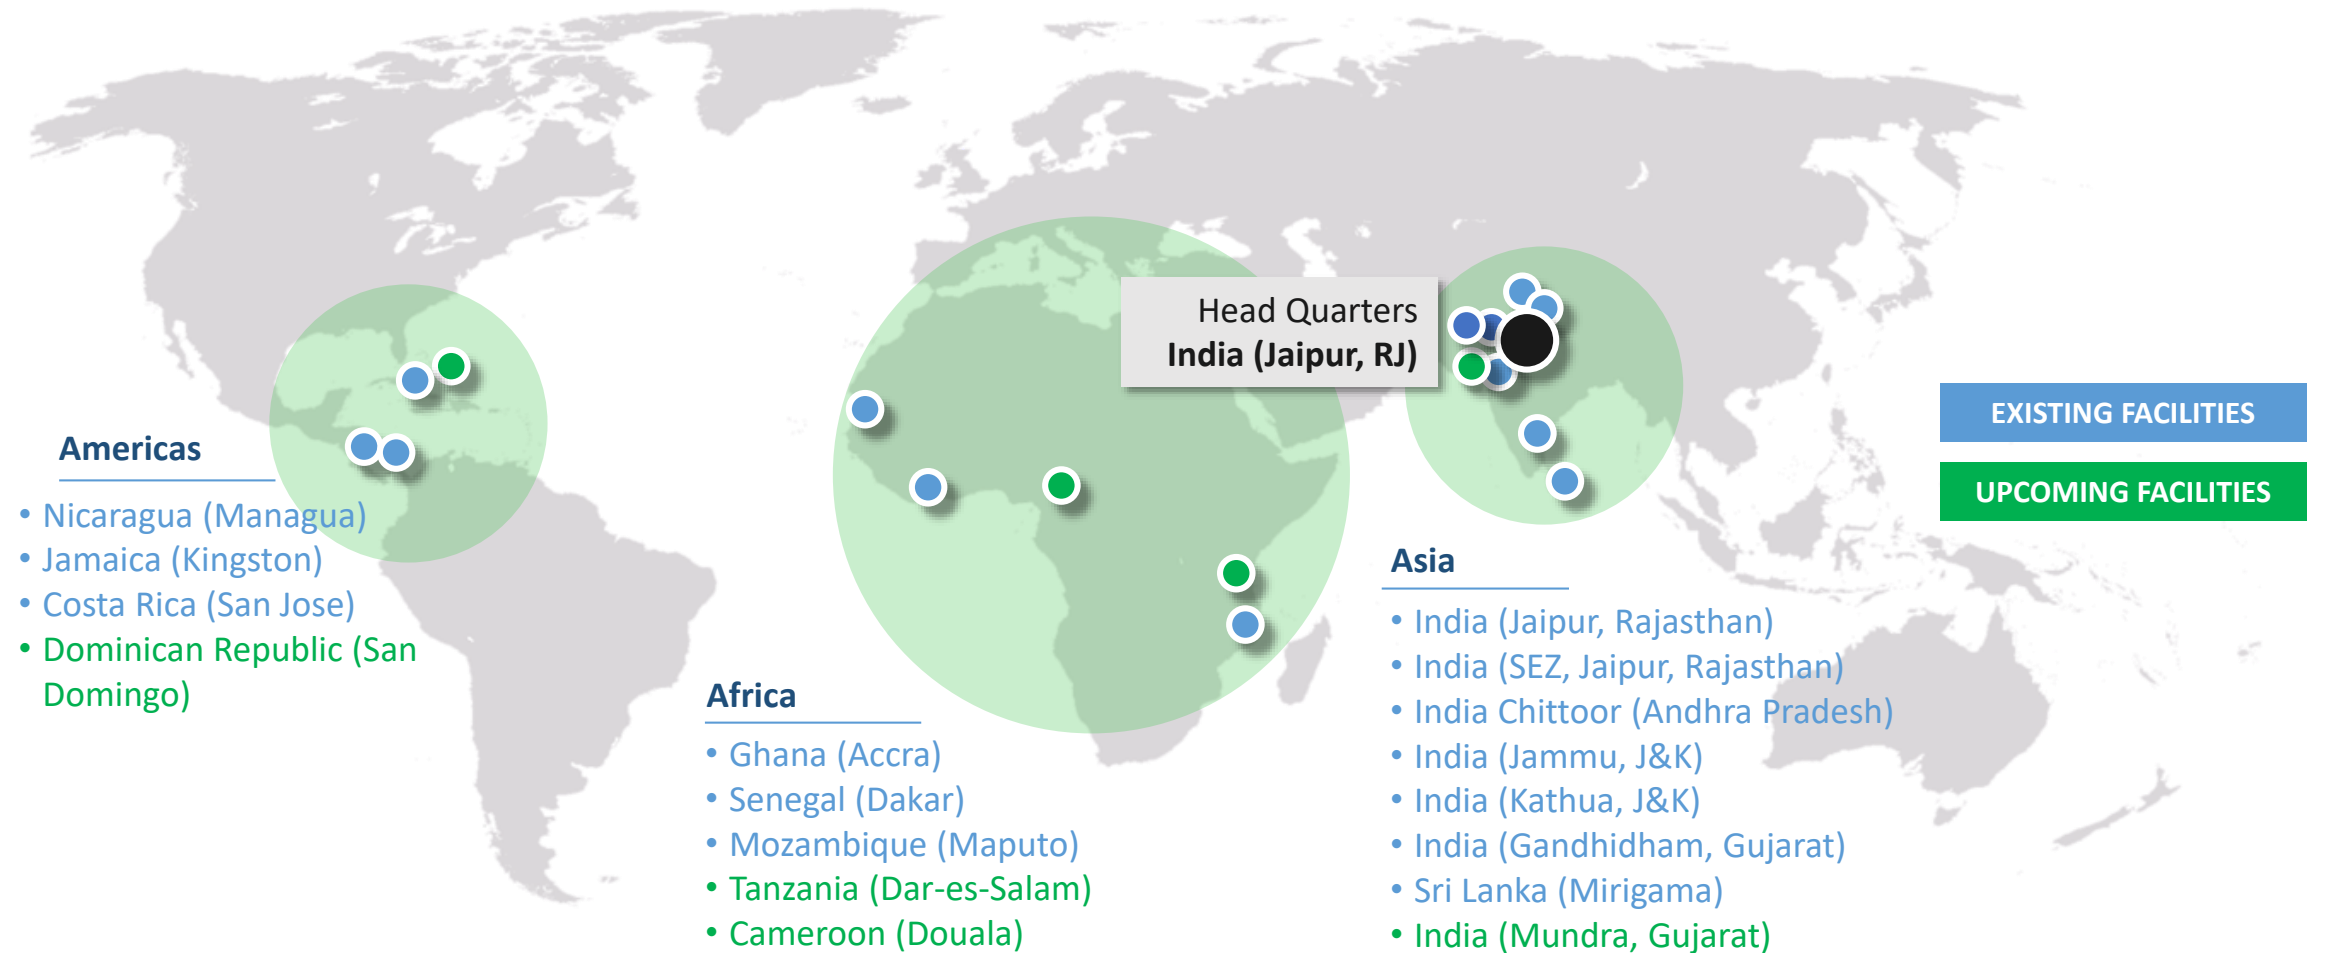 Head Quarters
India (Jaipur, RJ)
EXISTING FACILITIES
UPCOMING FACILITIES
Americas
• Nicaragua (Managua)
• Jamaica (Kingston)
• Costa Rica (San Jose)
• Dominican Republic (San
Domingo)
Africa
• Ghana (Accra)
• Senegal (Dakar)
• Mozambique (Maputo)
• Tanzania (Dar-es-Salam)
• Cameroon (Douala)
Asia
• India (Jaipur, Rajasthan)
• India (SEZ, Jaipur, Rajasthan)
• India Chittoor (Andhra Pradesh)
• India (Jammu, J&K)
• India (Kathua, J&K)
• India (Gandhidham, Gujarat)
• Sri Lanka (Mirigama)
• India (Mundra, Gujarat)